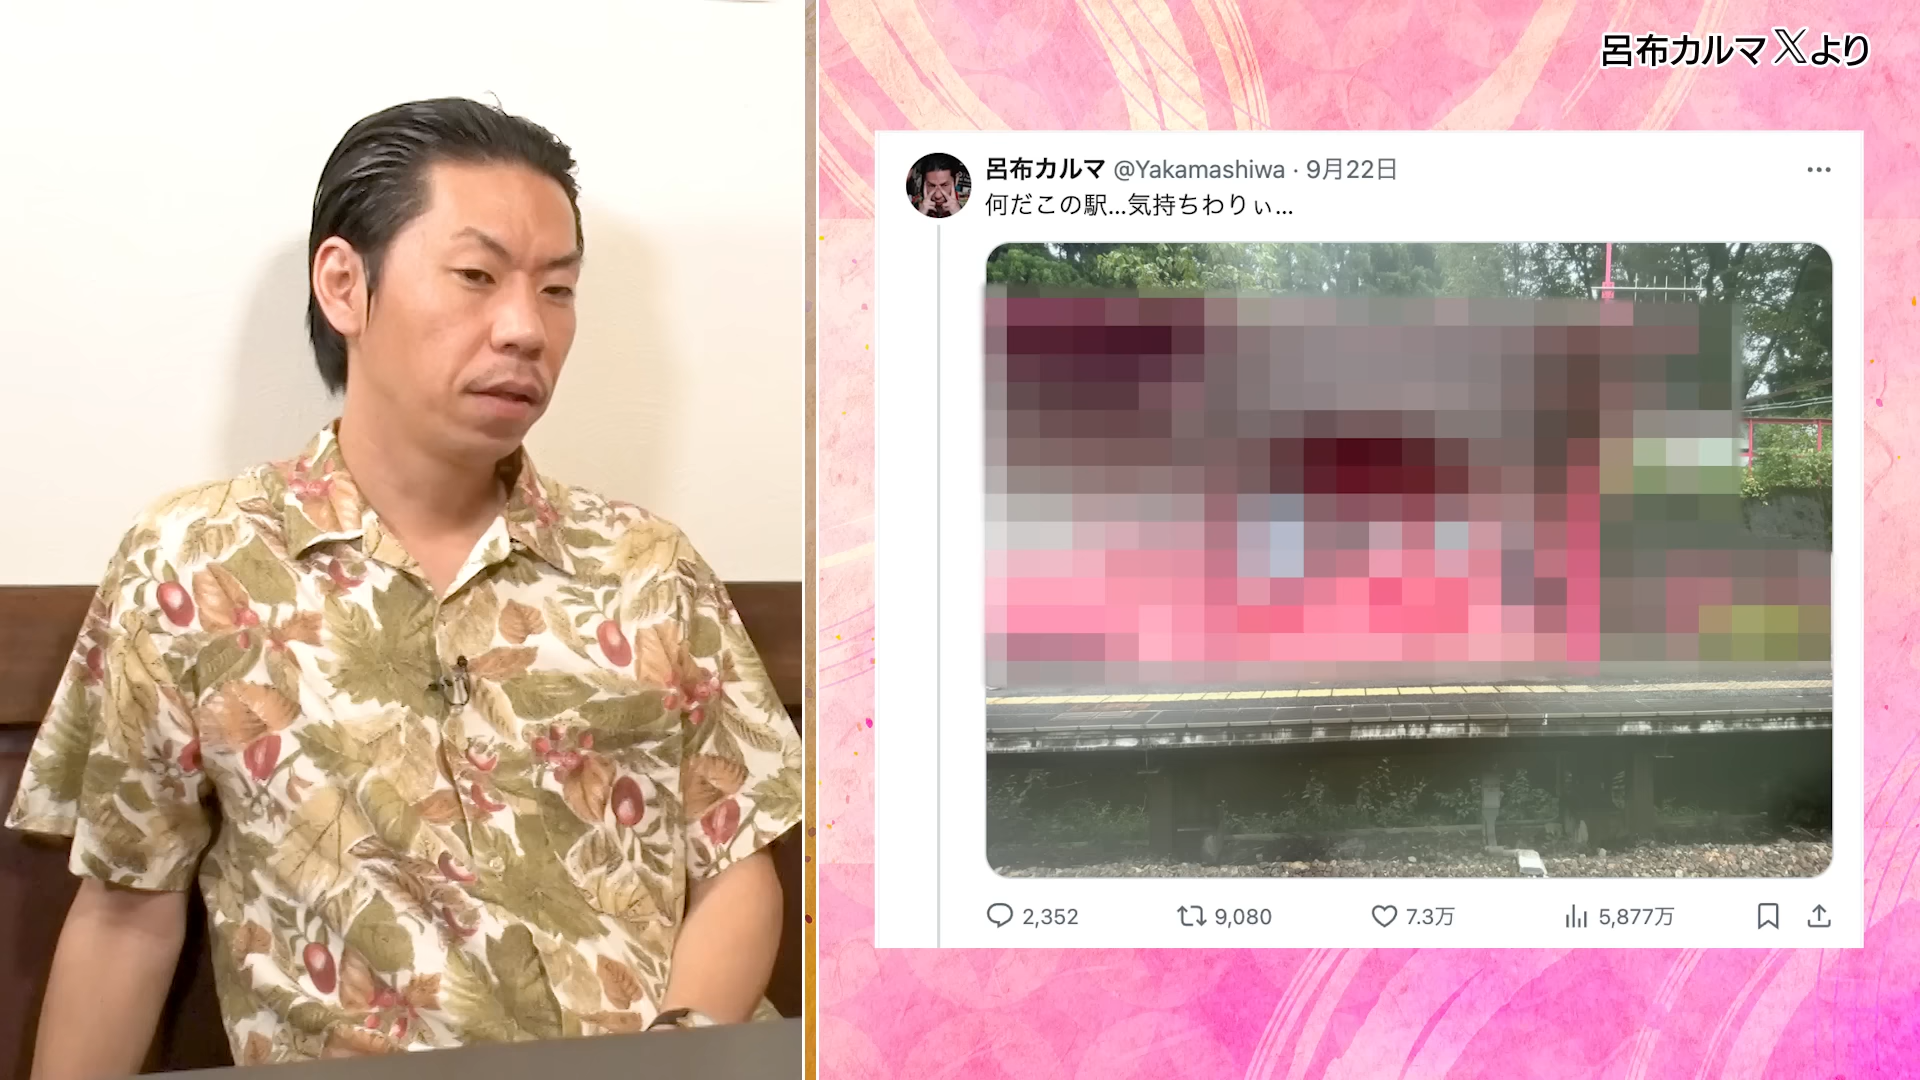 呂布カルマXより
呂布カルマ @Yakamashiwa · 9月22日
何だこの駅...気持ちわりぃ...
2,352 9,080 7.3万 5,877万